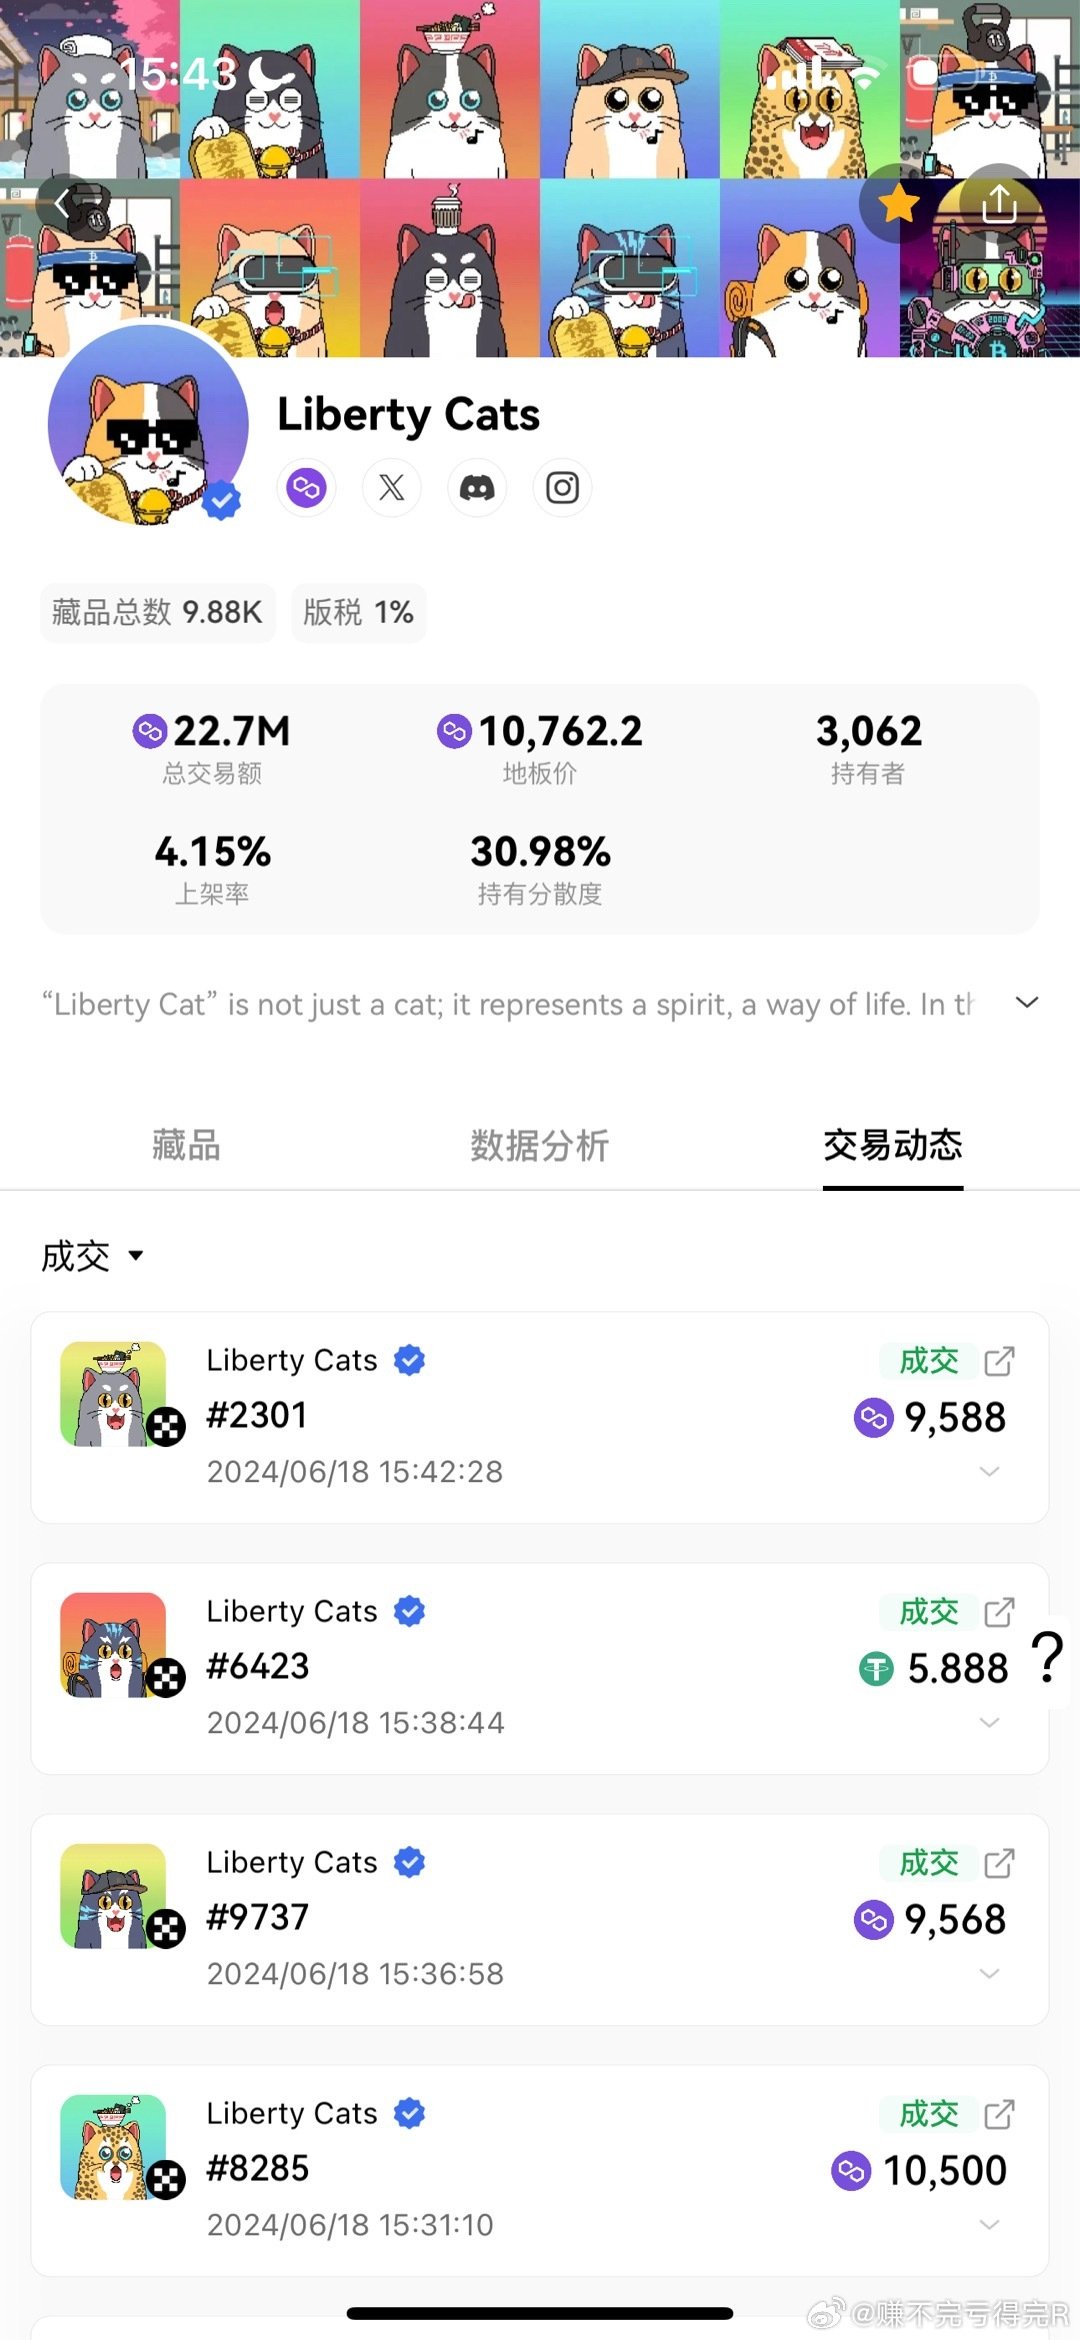 15:43
Liberty Cats
藏品总数 9.88K 版税 1%
22.7M 10,762.2 3,062
总交易额 地板价 持有者
4.15% 30.98%
上架率 持有分散度
“Liberty Cat” is not just a cat; it represents a spirit, a way of life. In th
藏品 数据分析 交易动态
成交
Liberty Cats 成交
#2301 9,588
2024/06/18 15:42:28
Liberty Cats 成交
#6423 5.888 ?
2024/06/18 15:38:44
Liberty Cats 成交
#9737 9,568
2024/06/18 15:36:58
Liberty Cats 成交
#8285 10,500
2024/06/18 15:31:10
@赚不完亏得完R